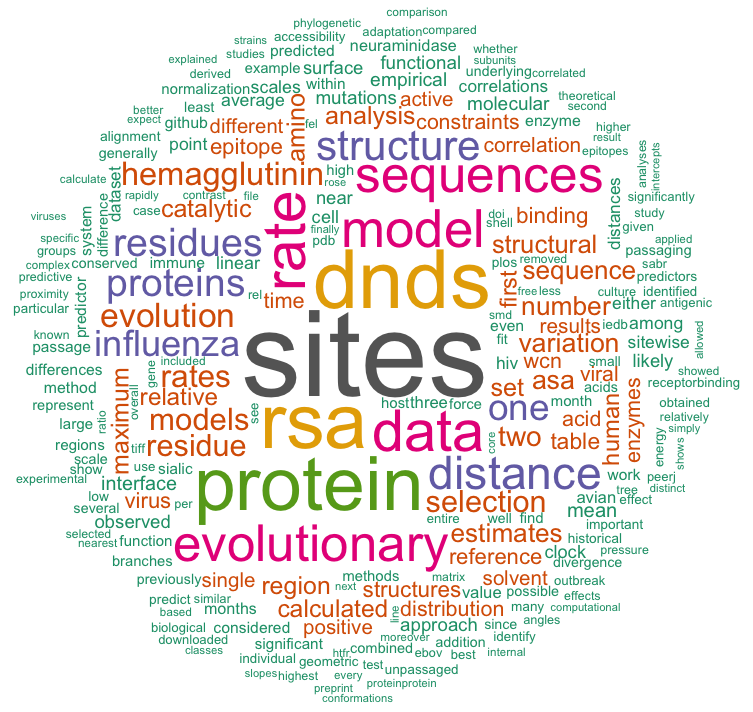 comparison
phylogenetic
strains accessibility adaptation compared
explained studies predicted neuraminidase whether
derived example surface functional subunits
normalization scales within empirical underlying correlated
better least average mutations active correlations theoretical
expect github different fel analysis constraints molecular second
alignment point epitope amino structure correlation enzyme higher
generally hemagglutinin high sequences epitopes result
calculate dataset rapidly contrast file rose near analyses intercepts
viruses difference case catalytic rate cell model doi shell binding distances significantly
specific system residues finally pdb plos removed structural study given
groups conserved immune linear dnds first sequence passaging applied
complex predictive predictor proteins rel free less culture identified sabr predictors
proximity particular evolution time smd number either antigenic
known passage influenza sites even results iedb among variation fit sitewise allowed
differences method included gene rates hiv wcn small likely showed
represent maximum relative see host three force set asa viral acids receptorbinding
large ratio overall models rsa data one month acid human enzymes obtained relatively
regions scale tiff residue core two table simply
show use sialic protein distance work energy shows
experimental low interface per peerj tree distinct
several virus selection avian effect
observed entire well find mean important
selected nearest function evolutionary estimates historical pressure
branches reference clock divergence
previously single region methods matrix solvent outbreak
predict similar next structures value possible effects
based months calculated line distribution many computational
biological considered positive approach since angles
downloaded significant moreover addition identify
classes individual htfr combined ebov best internal
slopes highest geometric test unpassaged
every
preprint proteinprotein
conformations